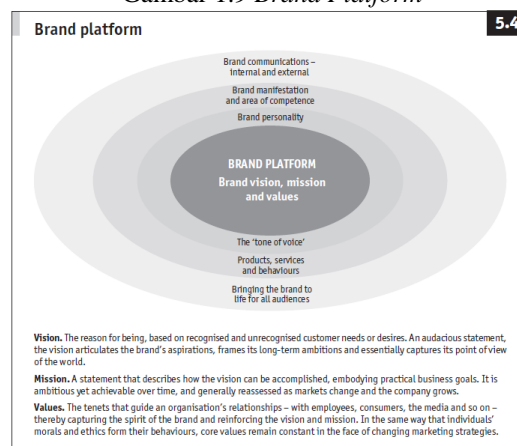 Gambar 1.9 Brand Platform
Brand platform
5.4
Brand communications –
internal and external
Brand manifestation
and area of competence
Brand personality
BRAND PLATFORM
Brand vision, mission
and values
The ‘tone of voice’
Products, services
and behaviours
Bringing the brand to
life for all audiences
Vision. The reason for being, based on recognised and unrecognised customer needs or desires. An audacious statement,
the vision articulates the brand’s aspirations, frames its long-term ambitions and essentially captures its point of view
of the world.
Mission. A statement that describes how the vision can be accomplished, embodying practical business goals. It is
ambitious yet achievable over time, and generally reassessed as markets change and the company grows.
Values. The tenets that guide an organisation’s relationships – with employees, consumers, the media and so on –
thereby capturing the spirit of the brand and reinforcing the vision and mission. In the same way that individuals’
morals and ethics form their behaviours, core values remain constant in the face of changing marketing strategies.